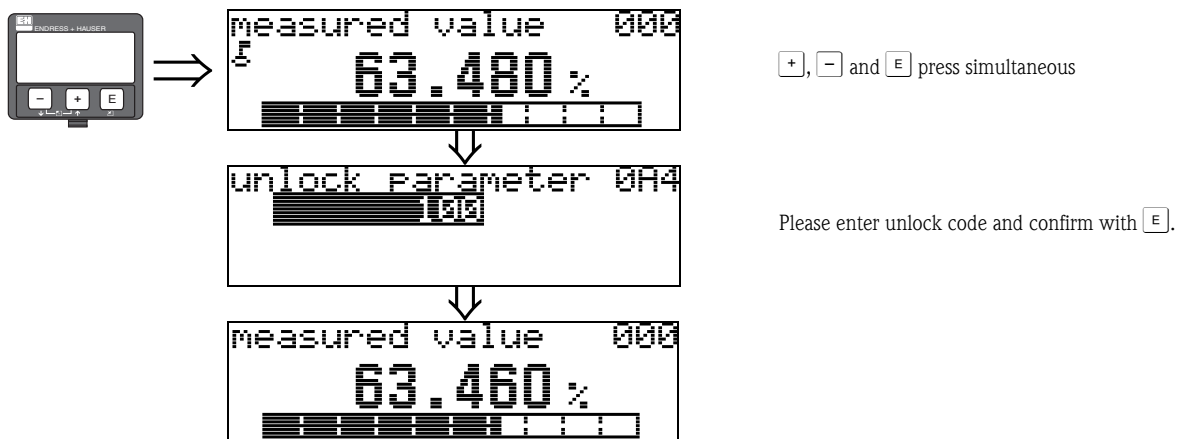 EH
ENDRESS + HAUSER
- + E
measured value 000
63.480 %
+, - and E press simultaneous
unlock parameter 0A4
100
Please enter unlock code and confirm with E.
measured value 000
63.460 %